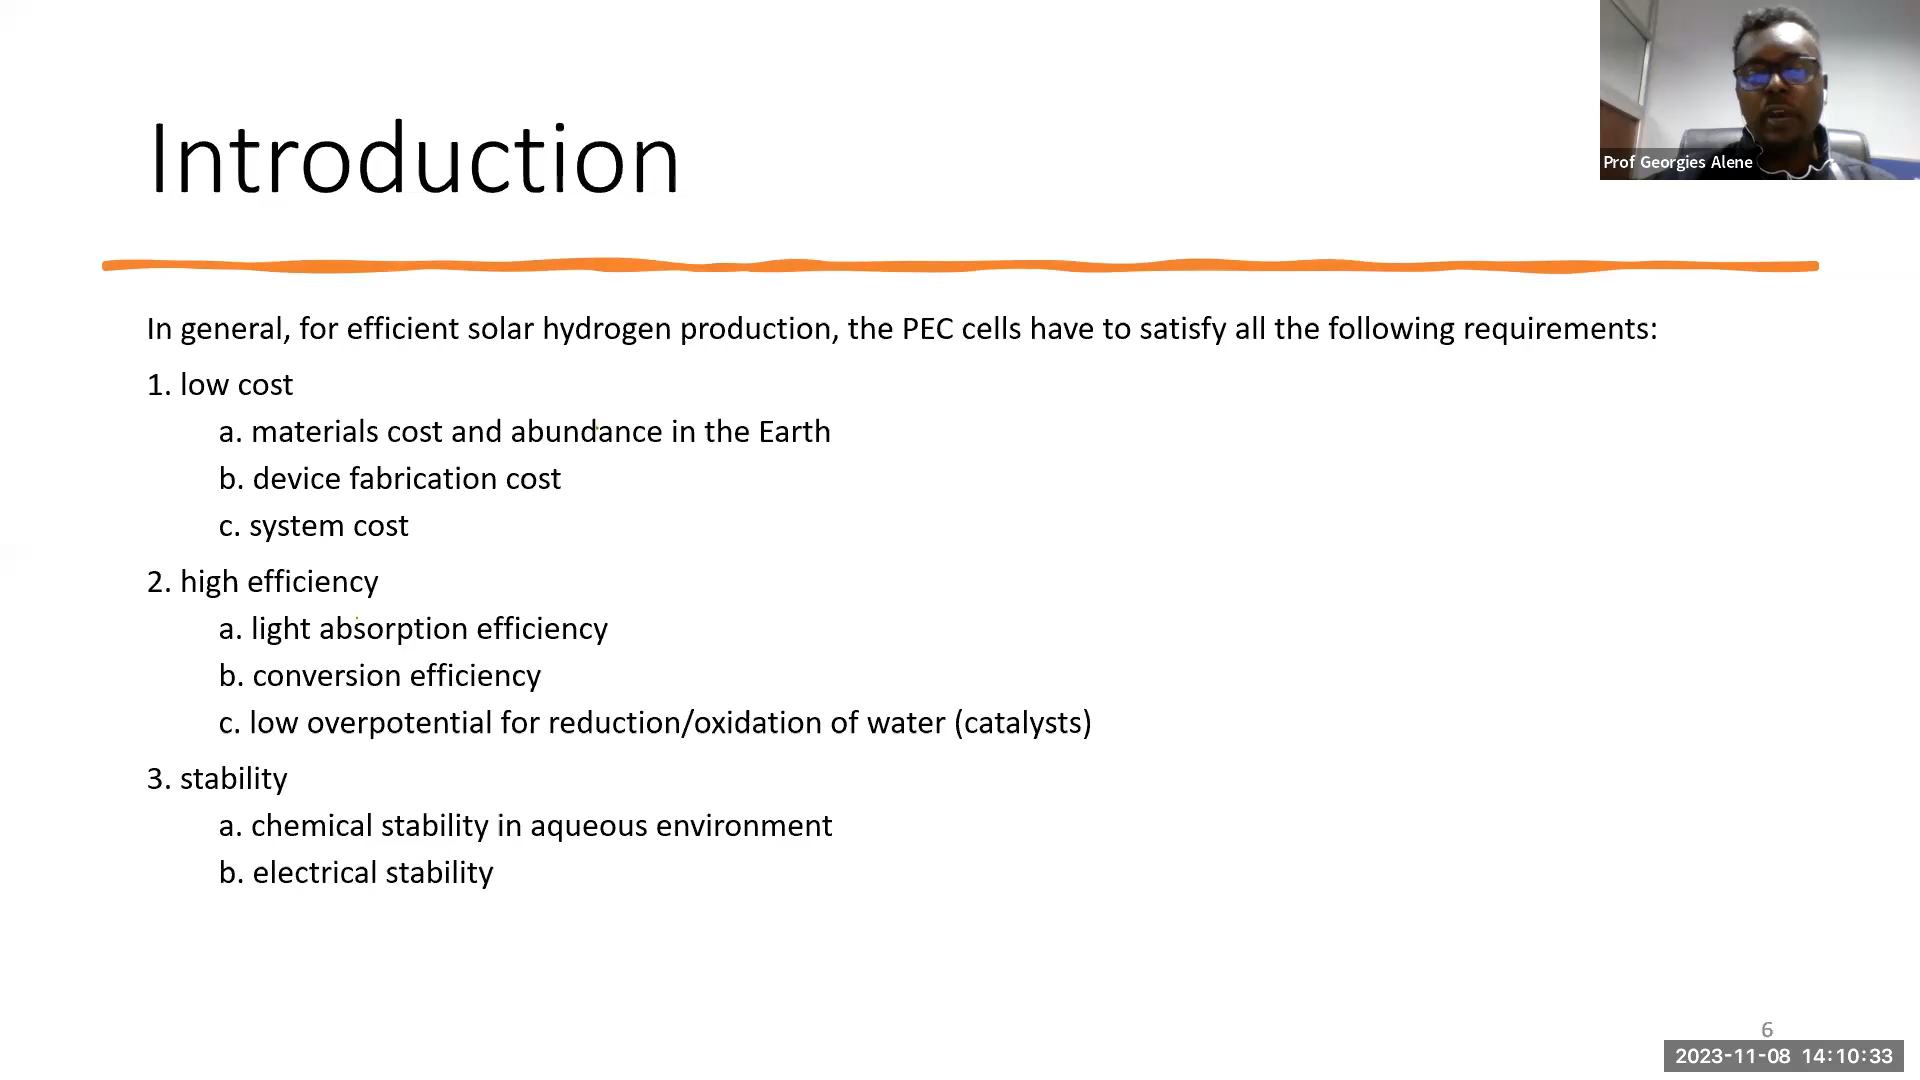 Introduction
Prof Georgies Alene
In general, for efficient solar hydrogen production, the PEC cells have to satisfy all the following requirements:
1. low cost
a. materials cost and abundance in the Earth
b. device fabrication cost
c. system cost
2. high efficiency
a. light absorption efficiency
b. conversion efficiency
c. low overpotential for reduction/oxidation of water (catalysts)
3. stability
a. chemical stability in aqueous environment
b. electrical stability
6
2023-11-08 14:10:33